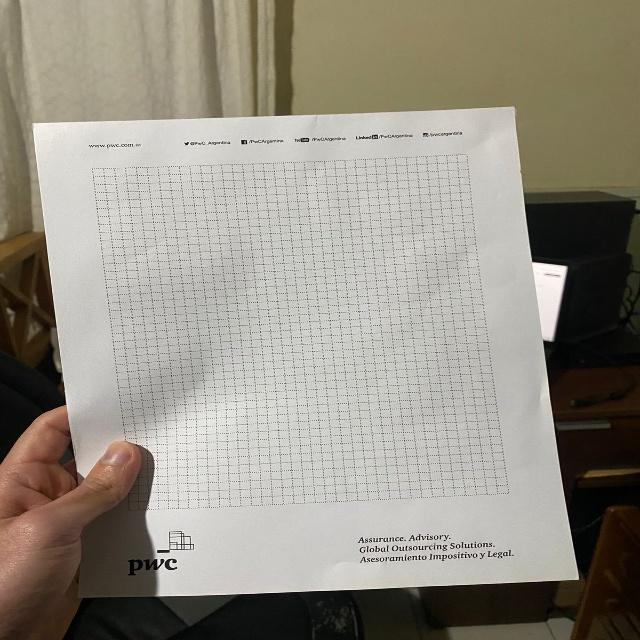 www.pwc.com.ar @PwC_Argentina /PwCArgentina YouTube /PwCArgentina Linkedin /PwCArgentina /pwcargentina
pwc
Assurance. Advisory.
Global Outsourcing Solutions.
Asesoramiento Impositivo y Legal.